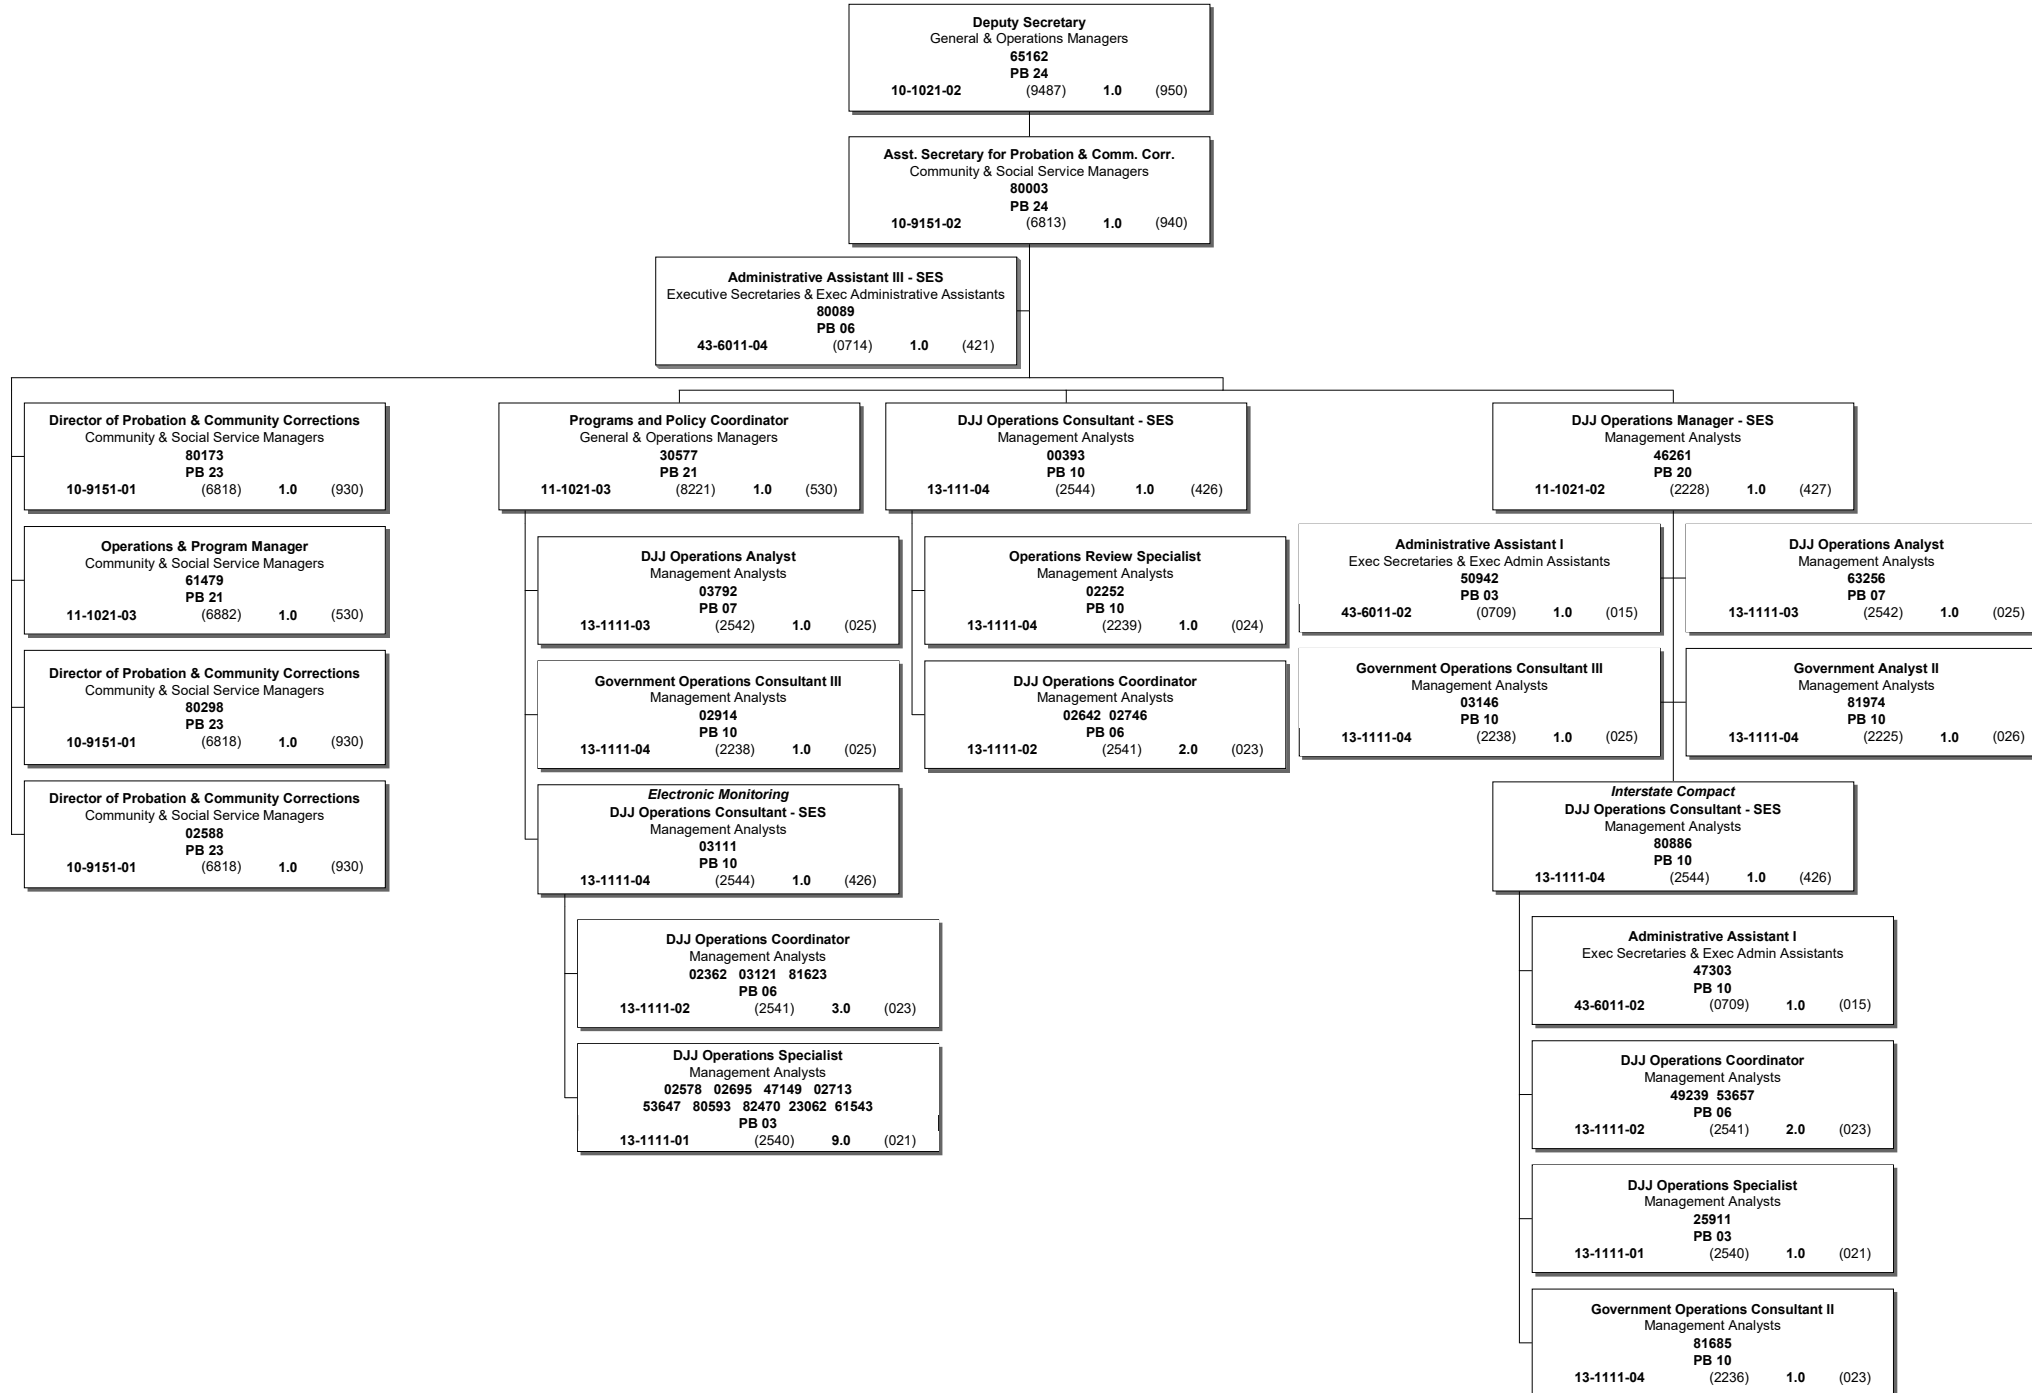 Deputy Secretary
General & Operations Managers
65162
PB 24
10-1021-02 (9487) 1.0 (950)
Asst. Secretary for Probation & Comm. Corr.
Community & Social Service Managers
80003
PB 24
10-9151-02 (6813) 1.0 (940)
Administrative Assistant III - SES
Executive Secretaries & Exec Administrative Assistants
80089
PB 06
43-6011-04 (0714) 1.0 (421)
Director of Probation & Community Corrections
Community & Social Service Managers
80173
PB 23
10-9151-01 (6818) 1.0 (930)
Operations & Program Manager
Community & Social Service Managers
61479
PB 21
11-1021-03 (6882) 1.0 (530)
Director of Probation & Community Corrections
Community & Social Service Managers
80298
PB 23
10-9151-01 (6818) 1.0 (930)
Director of Probation & Community Corrections
Community & Social Service Managers
02588
PB 23
10-9151-01 (6818) 1.0 (930)
Programs and Policy Coordinator
General & Operations Managers
30577
PB 21
11-1021-03 (8221) 1.0 (530)
DJJ Operations Analyst
Management Analysts
03792
PB 07
13-1111-03 (2542) 1.0 (025)
Government Operations Consultant III
Management Analysts
02914
PB 10
13-1111-04 (2238) 1.0 (025)
Electronic Monitoring
DJJ Operations Consultant - SES
Management Analysts
03111
PB 10
13-1111-04 (2544) 1.0 (426)
DJJ Operations Coordinator
Management Analysts
02362 03121 81623
PB 06
13-1111-02 (2541) 3.0 (023)
DJJ Operations Specialist
Management Analysts
02578 02695 47149 02713
53647 80593 82470 23062 61543
PB 03
13-1111-01 (2540) 9.0 (021)
DJJ Operations Consultant - SES
Management Analysts
00393
PB 10
13-111-04 (2544) 1.0 (426)
Operations Review Specialist
Management Analysts
02252
PB 10
13-1111-04 (2239) 1.0 (024)
DJJ Operations Coordinator
Management Analysts
02642 02746
PB 06
13-1111-02 (2541) 2.0 (023)
DJJ Operations Manager - SES
Management Analysts
46261
PB 20
11-1021-02 (2228) 1.0 (427)
Administrative Assistant I
Exec Secretaries & Exec Admin Assistants
50942
PB 03
43-6011-02 (0709) 1.0 (015)
DJJ Operations Analyst
Management Analysts
63256
PB 07
13-1111-03 (2542) 1.0 (025)
Government Operations Consultant III
Management Analysts
03146
PB 10
13-1111-04 (2238) 1.0 (025)
Government Analyst II
Management Analysts
81974
PB 10
13-1111-04 (2225) 1.0 (026)
Interstate Compact
DJJ Operations Consultant - SES
Management Analysts
80886
PB 10
13-1111-04 (2544) 1.0 (426)
Administrative Assistant I
Exec Secretaries & Exec Admin Assistants
47303
PB 10
43-6011-02 (0709) 1.0 (015)
DJJ Operations Coordinator
Management Analysts
49239 53657
PB 06
13-1111-02 (2541) 2.0 (023)
DJJ Operations Specialist
Management Analysts
25911
PB 03
13-1111-01 (2540) 1.0 (021)
Government Operations Consultant II
Management Analysts
81685
PB 10
13-1111-04 (2236) 1.0 (023)